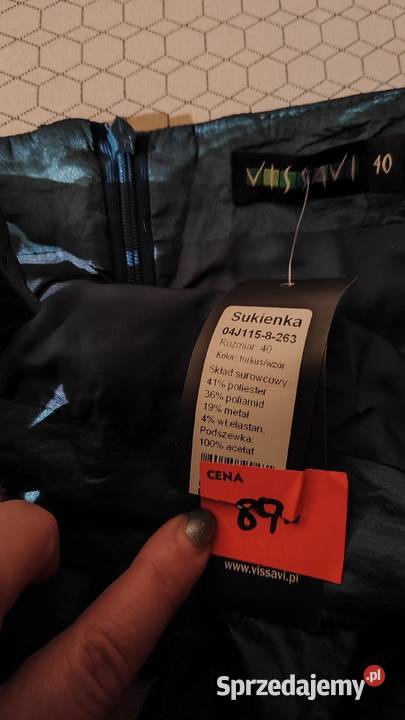 VISSAVI 40
Sukienka
04J115-8-263
Rozmiar: 40
Kolor: turkus/wzór
Skład surowcowy:
41% poliester
36% poliamid
19% metal
4% wł.elastan.
Podszewka:
100% acetat
CENA
89,-
www.vissavi.pl
Sprzedajemy.pl